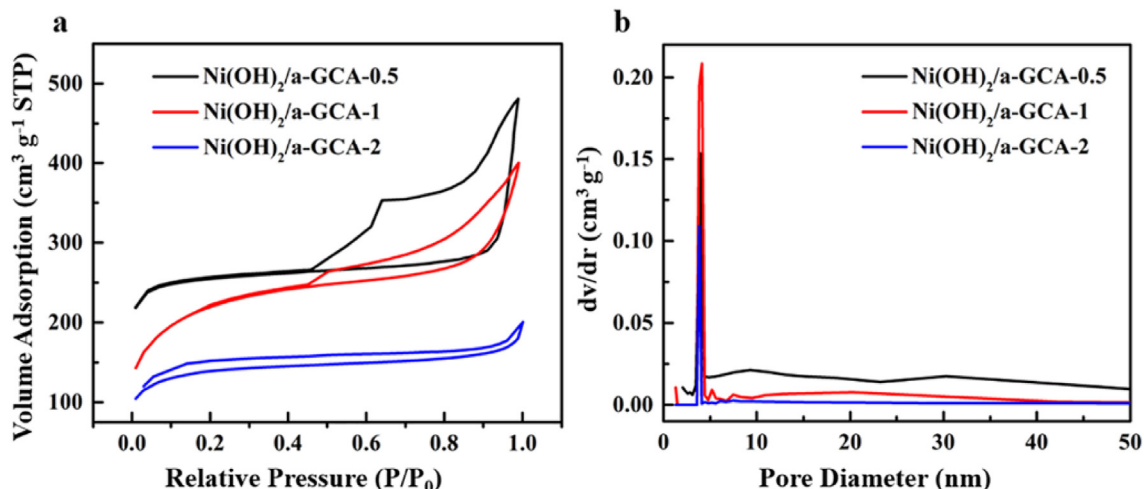 a
Volume Adsorption (cm³ g⁻¹ STP)
500
400
300
200
100
Ni(OH)₂/a-GCA-0.5
Ni(OH)₂/a-GCA-1
Ni(OH)₂/a-GCA-2
0.0 0.2 0.4 0.6 0.8 1.0
Relative Pressure (P/P₀)
b
dv/dr (cm³ g⁻¹)
0.20
0.15
0.10
0.05
0.00
Ni(OH)₂/a-GCA-0.5
Ni(OH)₂/a-GCA-1
Ni(OH)₂/a-GCA-2
0 10 20 30 40 50
Pore Diameter (nm)